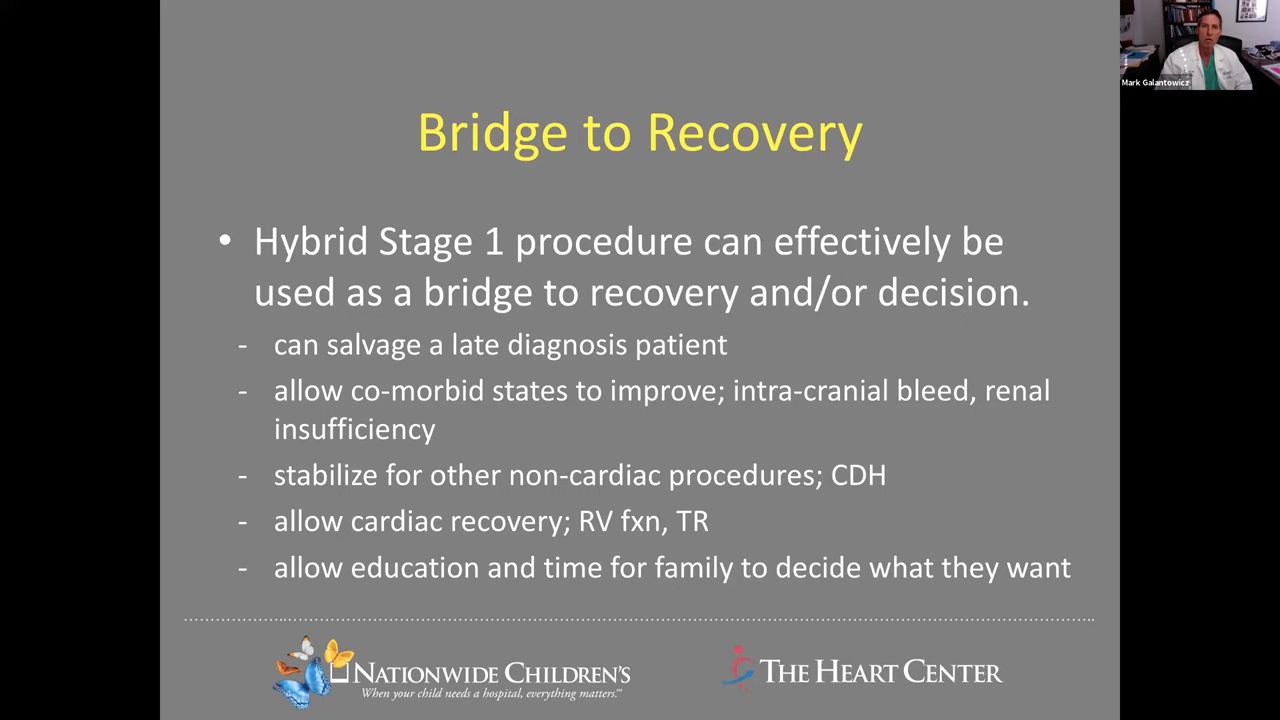 Mark Galantowicz
Bridge to Recovery
• Hybrid Stage 1 procedure can effectively be
used as a bridge to recovery and/or decision.
- can salvage a late diagnosis patient
- allow co-morbid states to improve; intra-cranial bleed, renal
insufficiency
- stabilize for other non-cardiac procedures; CDH
- allow cardiac recovery; RV fxn, TR
- allow education and time for family to decide what they want
NATIONWIDE CHILDREN'S
When your child needs a hospital, everything matters.℠
THE HEART CENTER